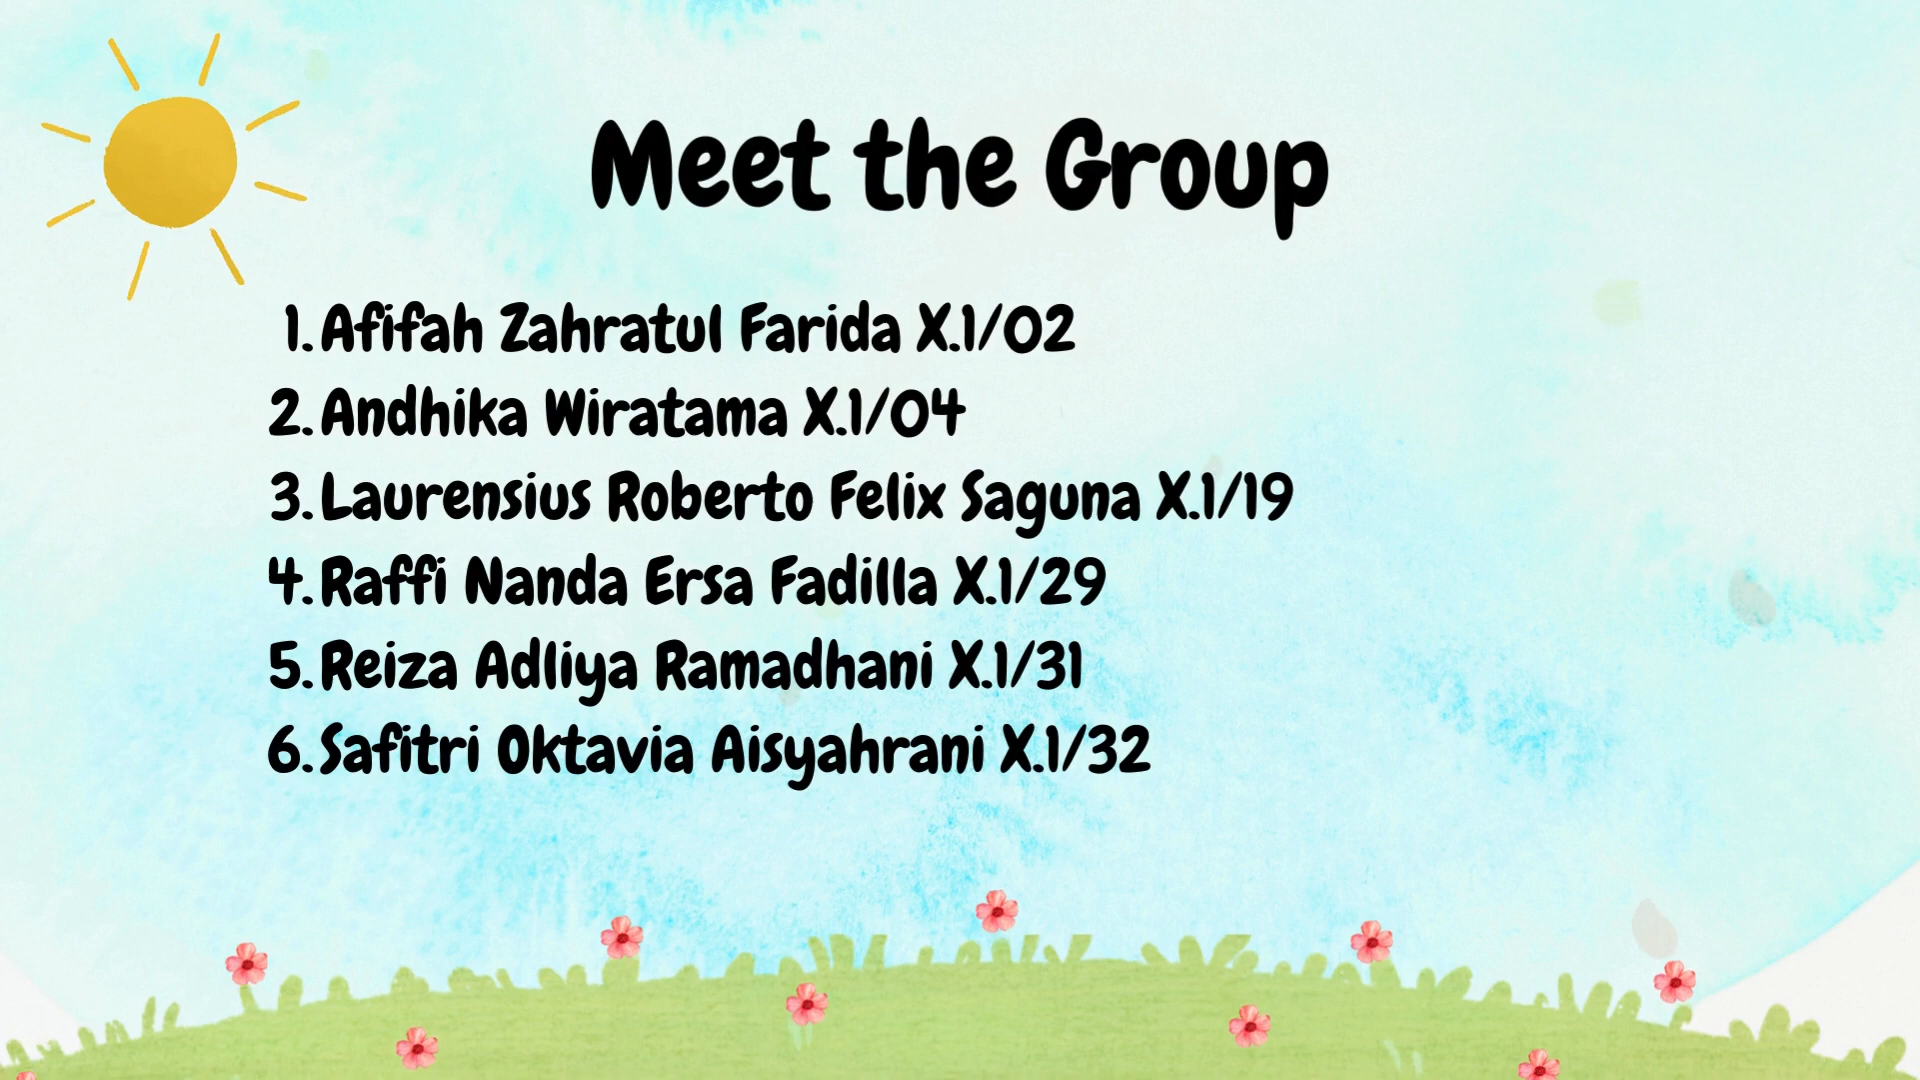 Meet the Group
1. Afifah Zahratul Farida X.1/02
2. Andhika Wiratama X.1/04
3. Laurensius Roberto Felix Saguna X.1/19
4. Raffi Nanda Ersa Fadilla X.1/29
5. Reiza Adliya Ramadhani X.1/31
6. Safitri Oktavia Aisyahrani X.1/32